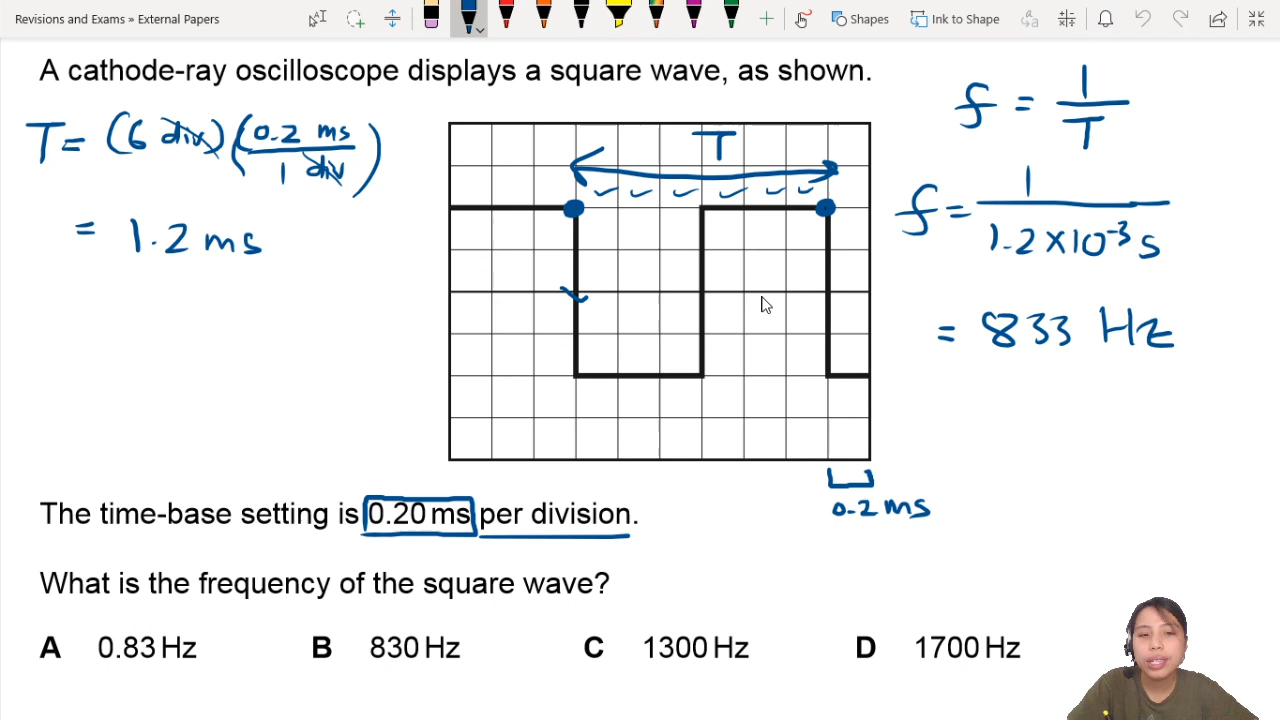 Revisions and Exams » External Papers
Shapes
Ink to Shape
A cathode-ray oscilloscope displays a square wave, as shown.
T= (6 div)(0.2 ms / 1 div)
= 1.2 ms
T
f = 1 / T
f = 1 / 1.2×10⁻³ s
= 833 Hz
0.2 ms
The time-base setting is 0.20 ms per division.
What is the frequency of the square wave?
A 0.83 Hz B 830 Hz C 1300 Hz D 1700 Hz